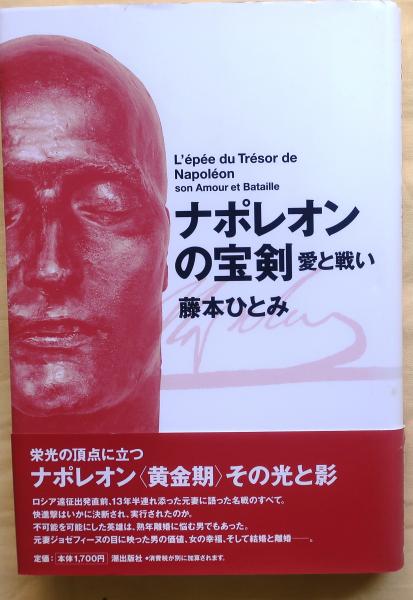 L'épée du Trésor de
Napoléon
son Amour et Bataille
ナポレオン
の宝剣 愛と戦い
藤本ひとみ
栄光の頂点に立つ
ナポレオン〈黄金期〉その光と影
ロシア遠征出発直前、13年半連れ添った元妻に語った名戦のすべて。
快進撃はいかに決断され、実行されたのか。
不可能を可能にした英雄は、熟年離婚に悩む男でもあった。
元妻ジョゼフィーヌの目に映った男の価値、女の幸福、そして結婚と離婚──。
定価：本体1,700円 潮出版社 *消費税が別に加算されます。